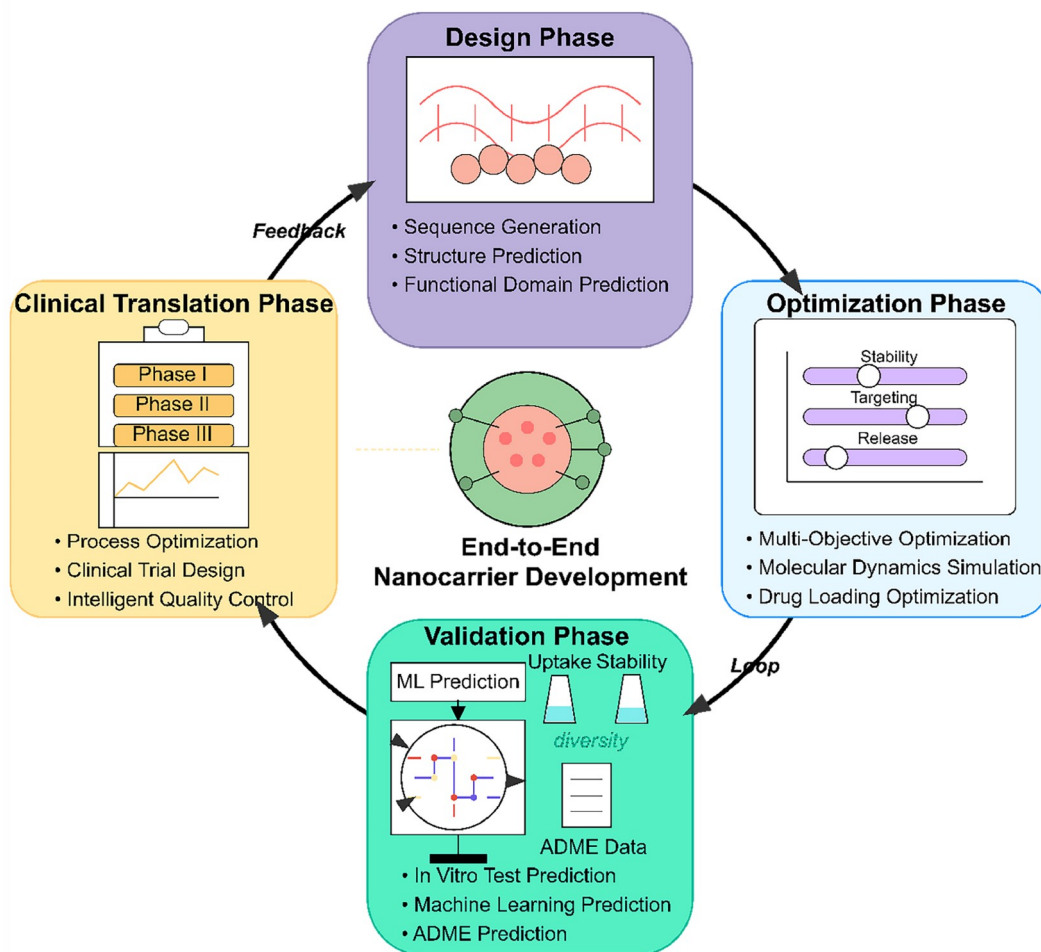 Design Phase
• Sequence Generation
• Structure Prediction
• Functional Domain Prediction
Feedback
Clinical Translation Phase
Phase I
Phase II
Phase III
• Process Optimization
• Clinical Trial Design
• Intelligent Quality Control
Optimization Phase
Stability
Targeting
Release
• Multi-Objective Optimization
• Molecular Dynamics Simulation
• Drug Loading Optimization
End-to-End
Nanocarrier Development
Loop
Validation Phase
ML Prediction
Uptake Stability
diversity
ADME Data
• In Vitro Test Prediction
• Machine Learning Prediction
• ADME Prediction